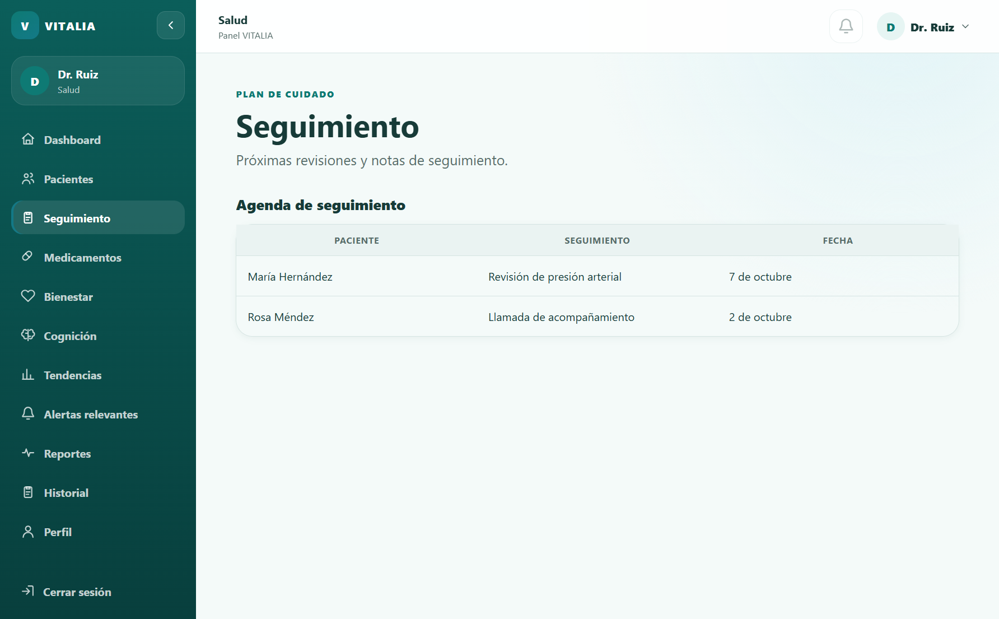 V VITALIA
D Dr. Ruiz
Salud
Dashboard
Pacientes
Seguimiento
Medicamentos
Bienestar
Cognición
Tendencias
Alertas relevantes
Reportes
Historial
Perfil
Cerrar sesión
Salud
Panel VITALIA
D Dr. Ruiz
PLAN DE CUIDADO
Seguimiento
Próximas revisiones y notas de seguimiento.
Agenda de seguimiento
PACIENTE SEGUIMIENTO FECHA
María Hernández Revisión de presión arterial 7 de octubre
Rosa Méndez Llamada de acompañamiento 2 de octubre